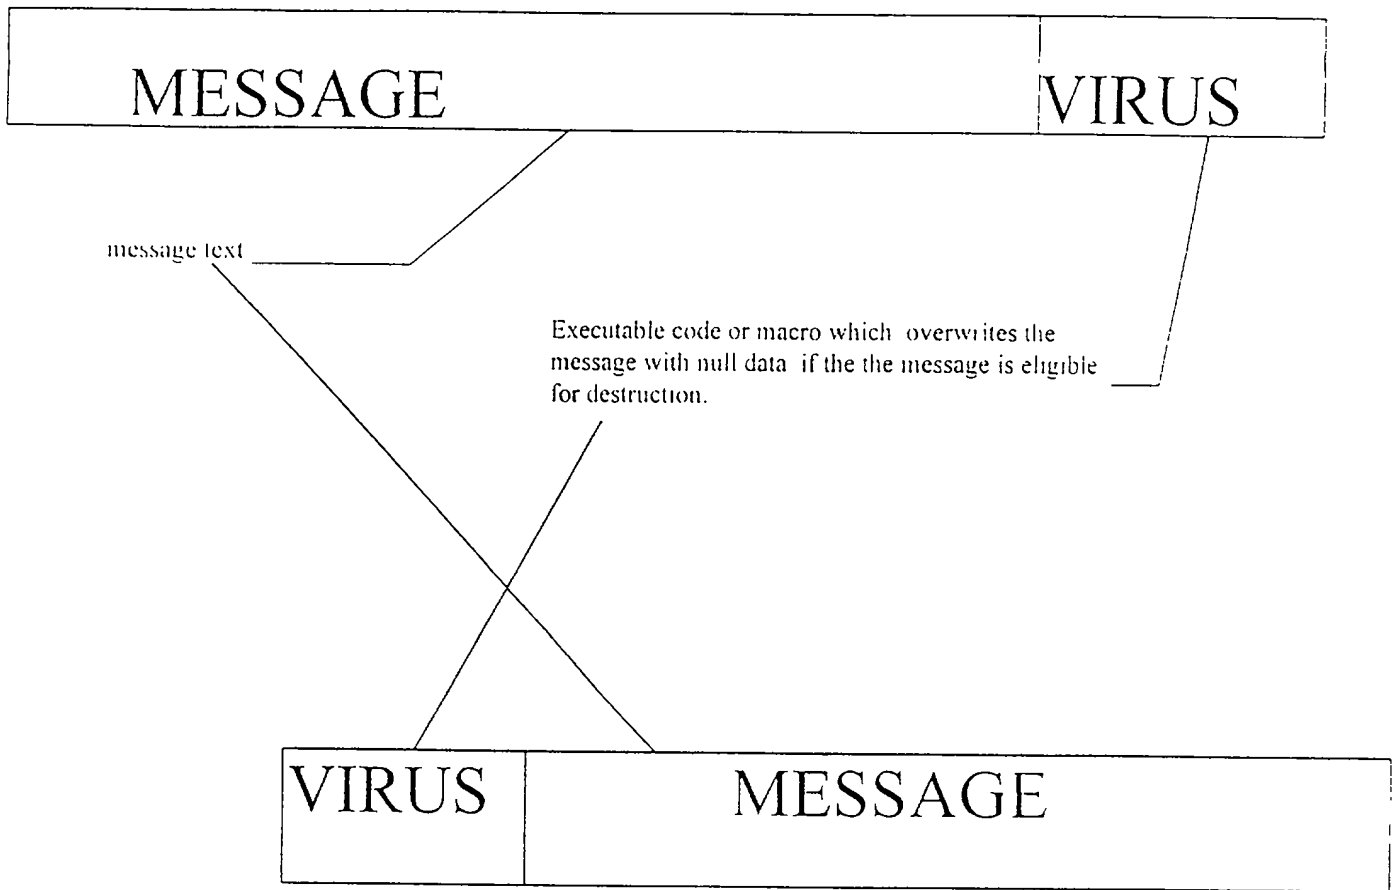 MESSAGE VIRUS
message text
Executable code or macro which overwrites the
message with null data if the the message is eligible
for destruction.
VIRUS MESSAGE